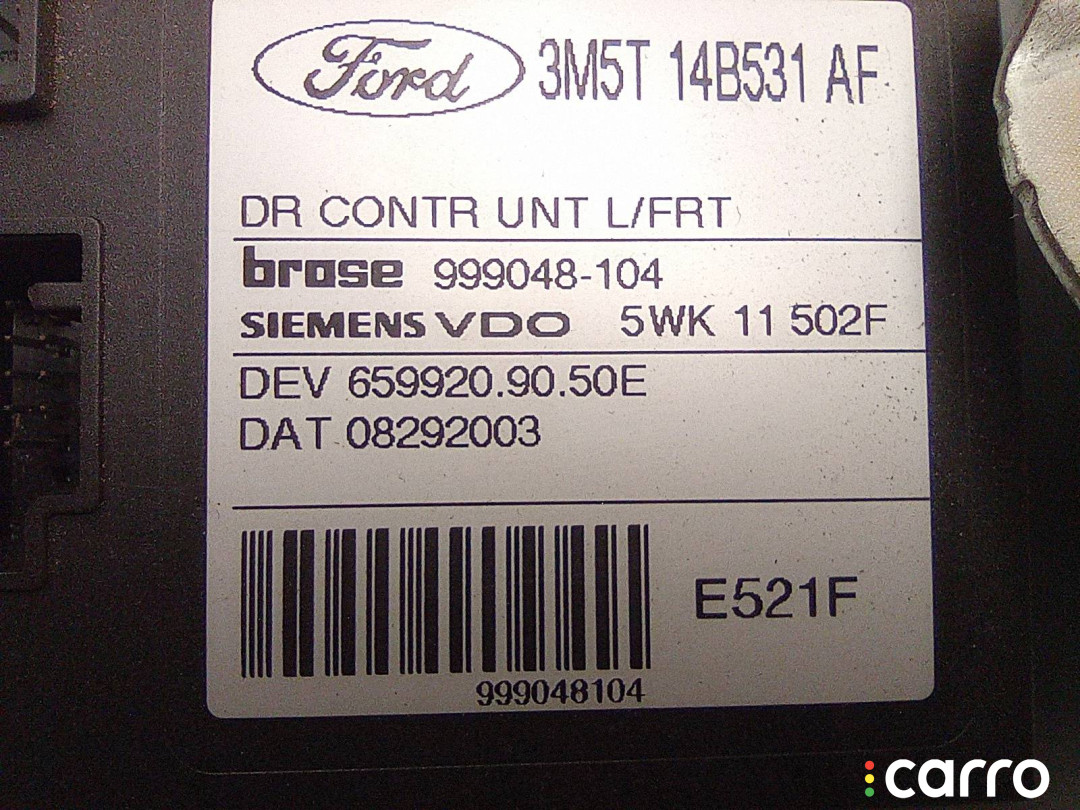 Ford 3M5T 14B531 AF
DR CONTR UNT L/FRT
brose 999048-104
SIEMENS VDO 5WK 11 502F
DEV 659920.90.50E
DAT 08292003
E521F
999048104
carro